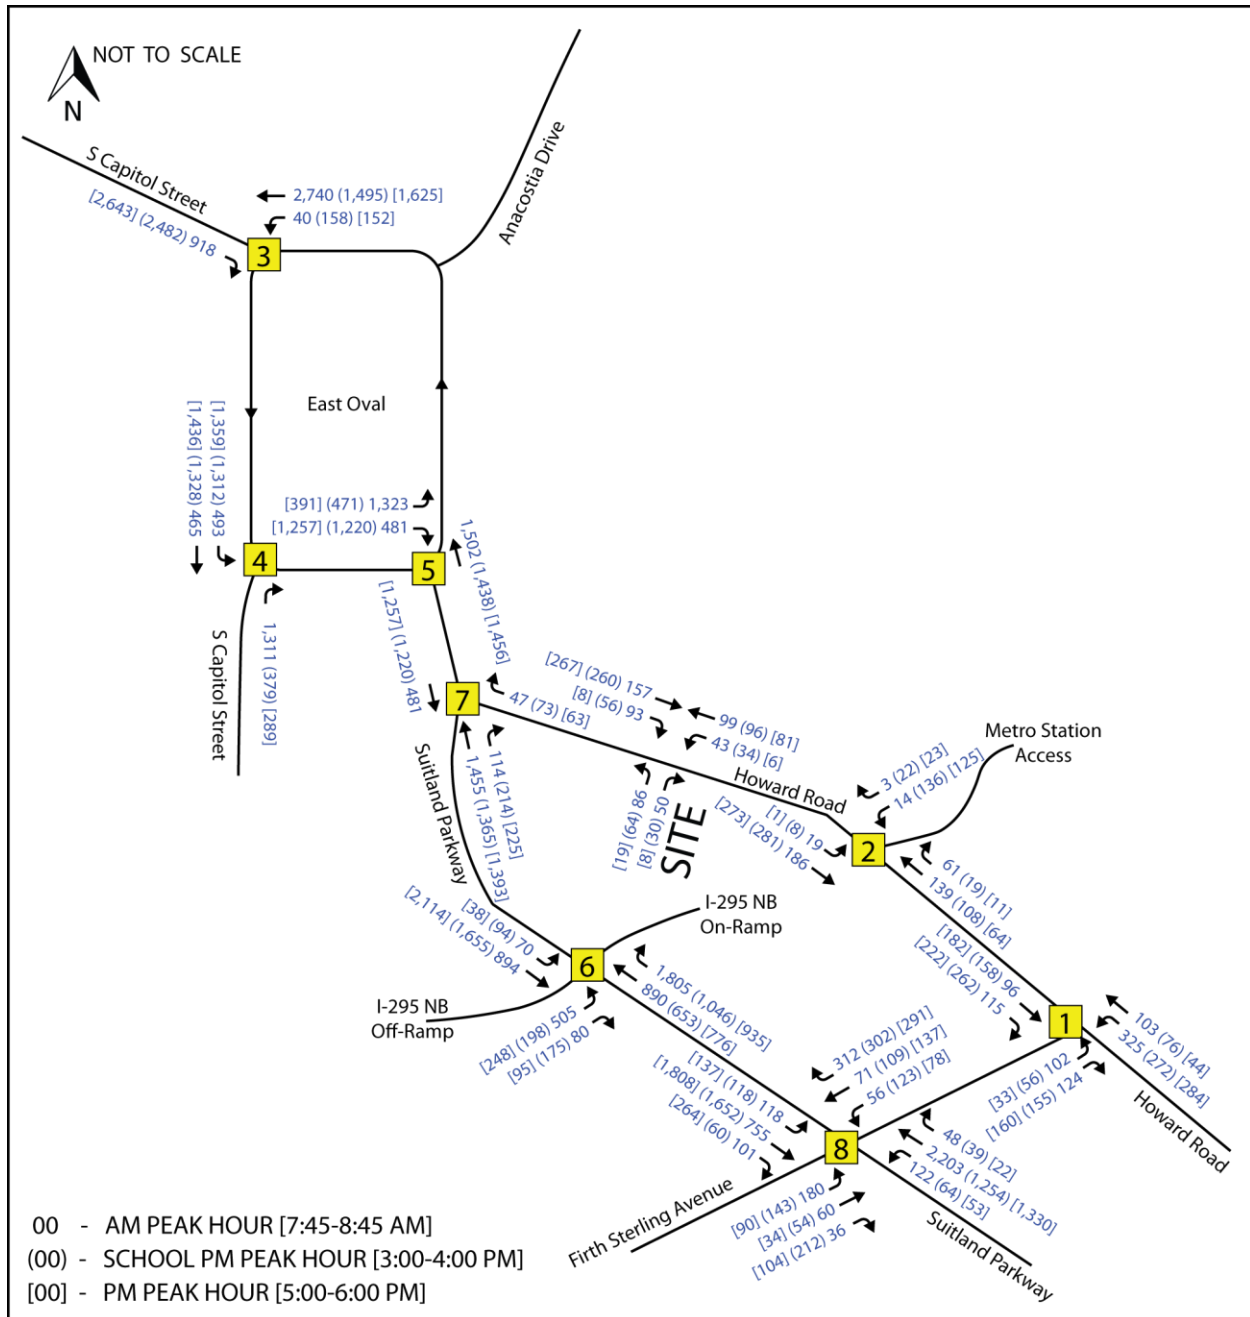 NOT TO SCALE
N
S Capitol Street
Anacostia Drive
2,740 (1,495) [1,625]
40 (158) [152]
[2,643] (2,482) 918
3
East Oval
[1,359] (1,312) 493
[1,436] (1,328) 465
[391] (471) 1,323
[1,257] (1,220) 481
4
5
1,502 (1,438) [1,456]
[1,257] (1,220) 481
1,311 (379) [289]
S Capitol Street
7
47 (73) [63]
[267] (260) 157
[8] (56) 93
99 (96) [81]
43 (34) [6]
Metro Station
Access
Howard Road
3 (22) [23]
14 (136) [125]
Suitland Parkway
114 (214) [225]
1,455 (1,365) [1,393]
[19] (64) 86
[8] (30) 50
SITE
[1] (8) 19
[273] (281) 186
2
61 (19) [11]
139 (108) [64]
I-295 NB
On-Ramp
[38] (94) 70
[2,114] (1,655) 894
6
I-295 NB
Off-Ramp
1,805 (1,046) [935]
890 (653) [776]
[248] (198) 505
[95] (175) 80
[182] (158) 96
[222] (262) 115
1
103 (76) [44]
325 (272) [284]
[33] (56) 102
[160] (155) 124
Howard Road
312 (302) [291]
71 (109) [137]
56 (123) [78]
[137] (118) 118
[1,808] (1,652) 755
[264] (60) 101
8
48 (39) [22]
2,203 (1,254) [1,330]
122 (64) [53]
[90] (143) 180
[34] (54) 60
[104] (212) 36
Firth Sterling Avenue
Suitland Parkway
00 - AM PEAK HOUR [7:45-8:45 AM]
(00) - SCHOOL PM PEAK HOUR [3:00-4:00 PM]
[00] - PM PEAK HOUR [5:00-6:00 PM]